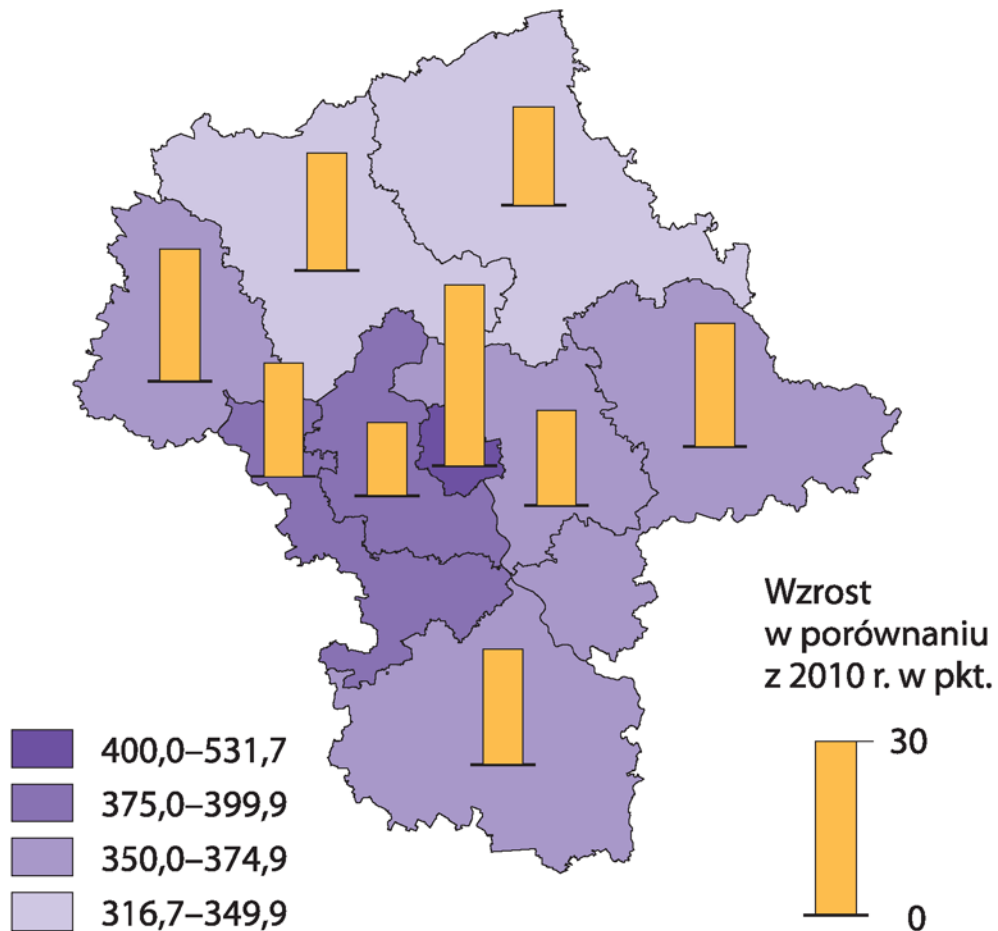 Wzrost
w porównaniu
z 2010 r. w pkt.
30
0
400,0–531,7
375,0–399,9
350,0–374,9
316,7–349,9